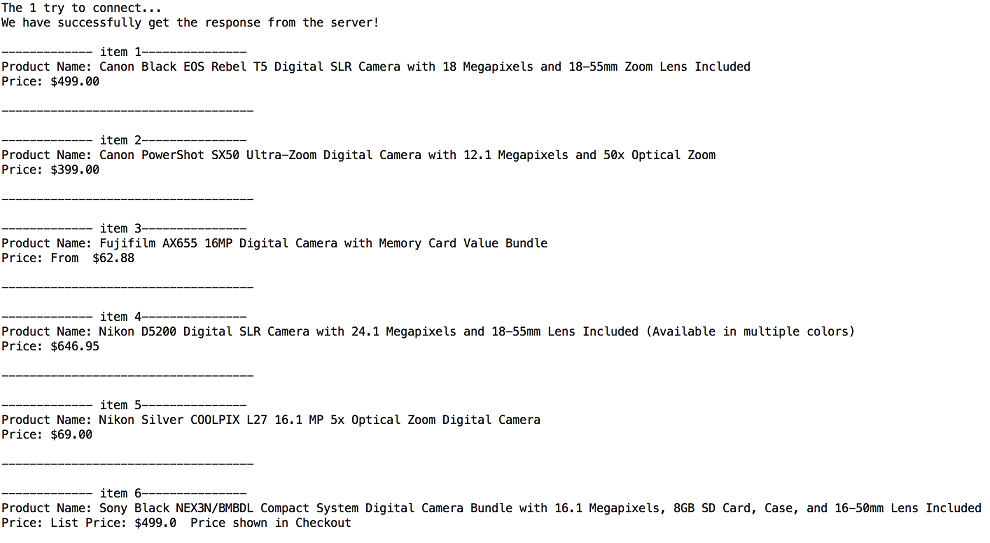 The 1 try to connect...
We have successfully get the response from the server!
------------- item 1---------------
Product Name: Canon Black EOS Rebel T5 Digital SLR Camera with 18 Megapixels and 18-55mm Zoom Lens Included
Price: $499.00
------------------------------------
------------- item 2---------------
Product Name: Canon PowerShot SX50 Ultra-Zoom Digital Camera with 12.1 Megapixels and 50x Optical Zoom
Price: $399.00
------------------------------------
------------- item 3---------------
Product Name: Fujifilm AX655 16MP Digital Camera with Memory Card Value Bundle
Price: From  $62.88
------------------------------------
------------- item 4---------------
Product Name: Nikon D5200 Digital SLR Camera with 24.1 Megapixels and 18-55mm Lens Included (Available in multiple colors)
Price: $646.95
------------------------------------
------------- item 5---------------
Product Name: Nikon Silver COOLPIX L27 16.1 MP 5x Optical Zoom Digital Camera
Price: $69.00
------------------------------------
------------- item 6---------------
Product Name: Sony Black NEX3N/BMBDL Compact System Digital Camera Bundle with 16.1 Megapixels, 8GB SD Card, Case, and 16-50mm Lens Included
Price: List Price: $499.0  Price shown in Checkout